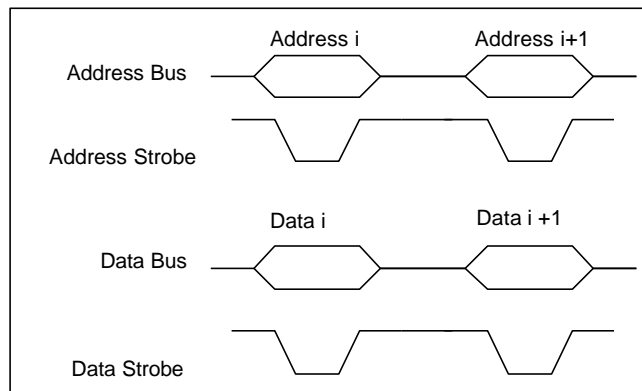 Address i Address i+1
Address Bus
Address Strobe
Data i Data i +1
Data Bus
Data Strobe